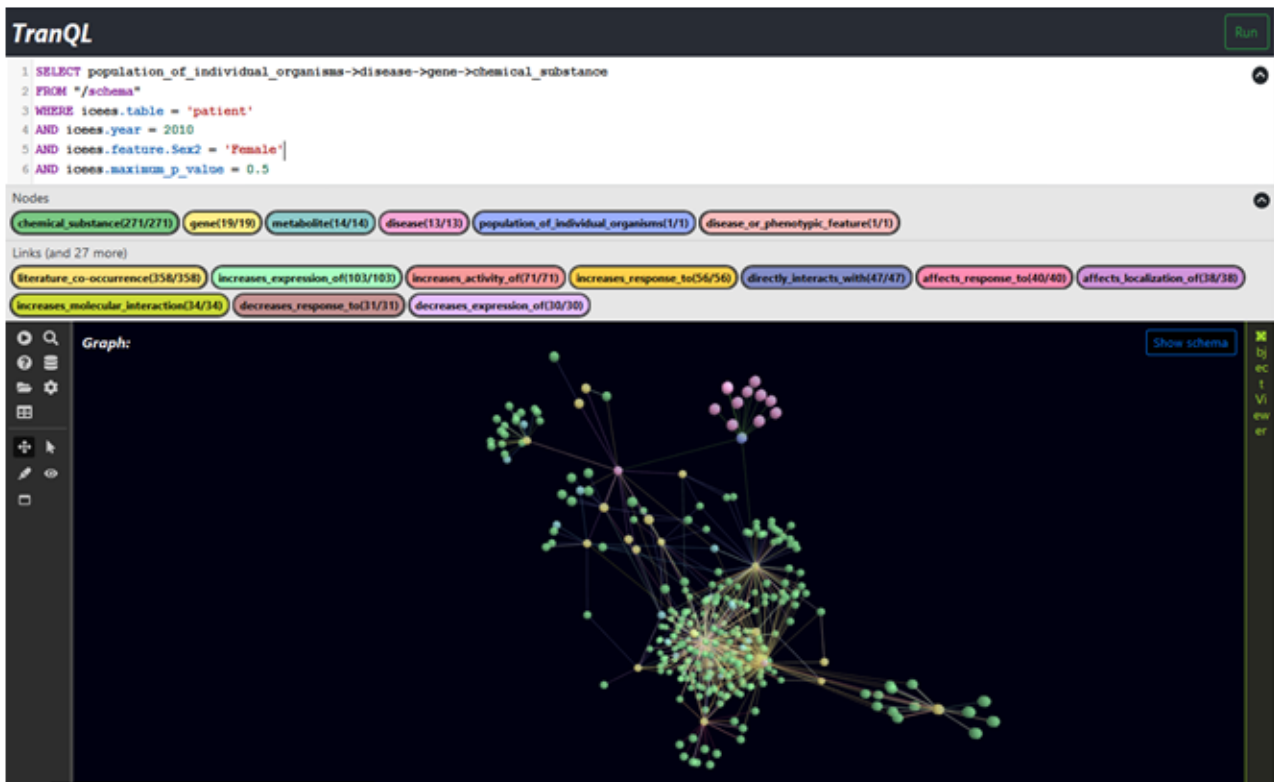 TranQL
Run
1 SELECT population_of_individual_organisms->disease->gene->chemical_substance
2 FROM "/schema"
3 WHERE icees.table = 'patient'
4 AND icees.year = 2010
5 AND icees.feature.Sex2 = 'Female'
6 AND icees.maximum_p_value = 0.5
Nodes
chemical_substance(271/271) gene(19/19) metabolite(14/14) disease(13/13) population_of_individual_organisms(1/1) disease_or_phenotypic_feature(1/1)
Links (and 27 more)
literature_co-occurrence(358/358) increases_expression_of(103/103) increases_activity_of(71/71) increases_response_to(56/56) directly_interacts_with(47/47) affects_response_to(40/40) affects_localization_of(38/38)
increases_molecular_interaction(34/34) decreases_response_to(31/31) decreases_expression_of(30/30)
Graph:
Show schema
bj
ec
t
Vi
ew
er